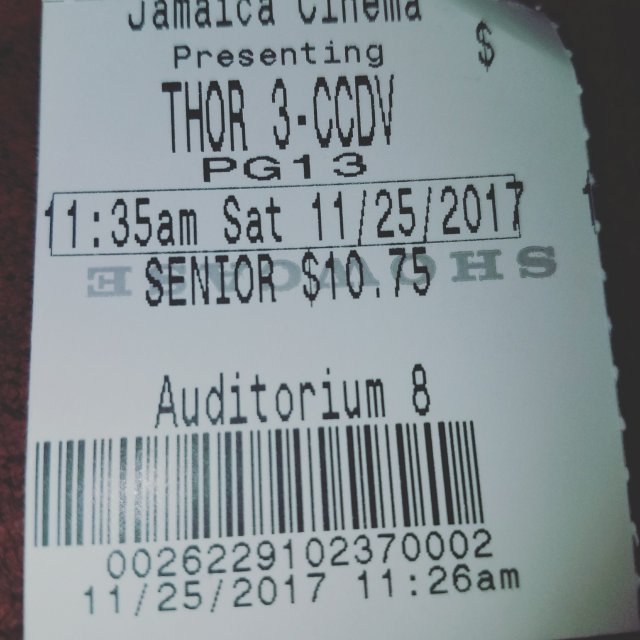 Jamaica Cinema
Presenting $
THOR 3-CCDV
PG13
11:35am Sat 11/25/2017
SENIOR $10.75
SHOWCASE
Auditorium 8
0026229102370002
11/25/2017 11:26am